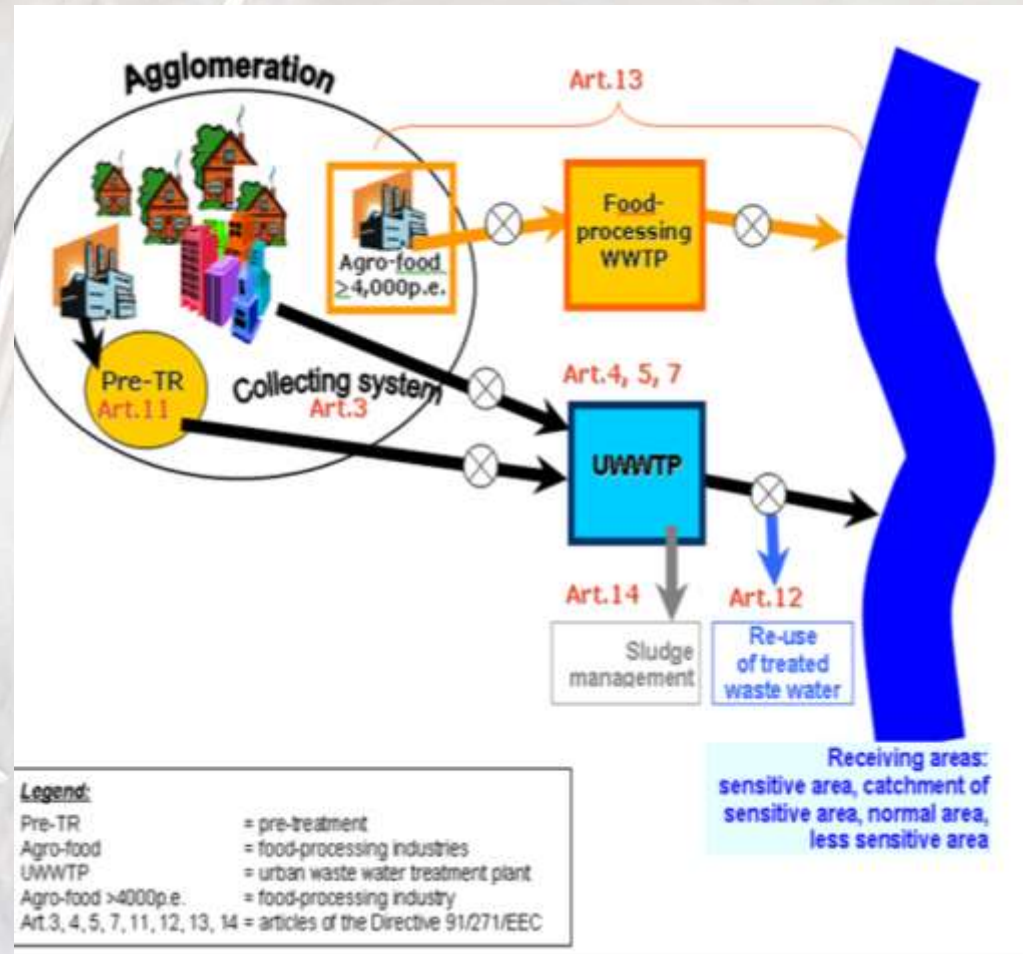 Agglomeration
Art.13
Agro-food
≥4,000p.e.
Food-
processing
WWTP
Pre-TR
Art.11
Collecting system
Art.3
Art.4, 5, 7
UWWTP
Art.14
Sludge
management
Art.12
Re-use
of treated
waste water
Receiving areas:
sensitive area, catchment of
sensitive area, normal area,
less sensitive area
Legend:
Pre-TR = pre-treatment
Agro-food = food-processing industries
UWWTP = urban waste water treatment plant
Agro-food >4000p.e. = food-processing industry
Art.3, 4, 5, 7, 11, 12, 13, 14 = articles of the Directive 91/271/EEC